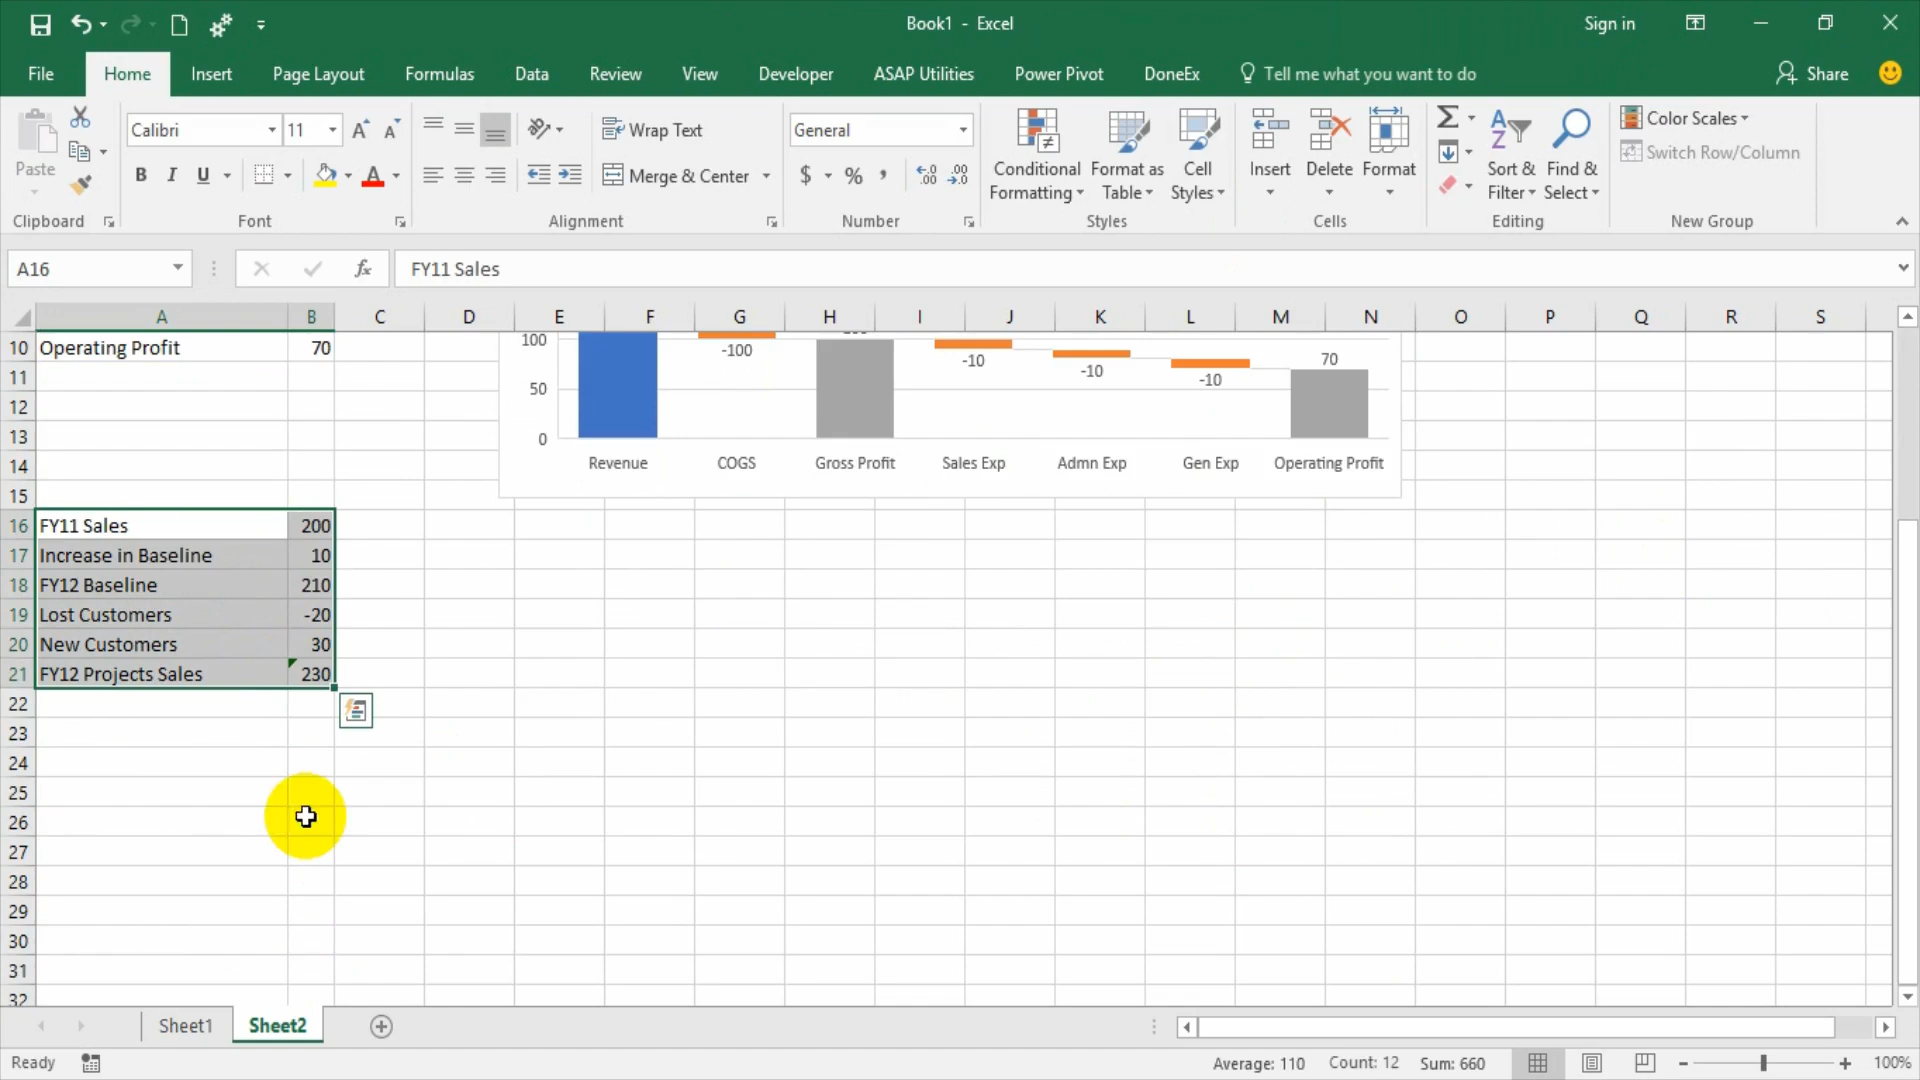 Book1 - Excel
Sign in
File Home Insert Page Layout Formulas Data Review View Developer ASAP Utilities Power Pivot DoneEx Tell me what you want to do Share
Paste
Calibri 11
B I U
Wrap Text
Merge & Center
General
$ % ,
Conditional Formatting
Format as Table
Cell Styles
Insert Delete Format
Sort & Filter
Find & Select
Color Scales
Switch Row/Column
Clipboard Font Alignment Number Styles Cells Editing New Group
A16 fx FY11 Sales
A B C D E F G H I J K L M N O P Q R S
10 Operating Profit 70
11
12
13
14
15
16 FY11 Sales 200
17 Increase in Baseline 10
18 FY12 Baseline 210
19 Lost Customers -20
20 New Customers 30
21 FY12 Projects Sales 230
22
23
24
25
26
27
28
29
30
31
32
100
50
0
-100
-10
-10
-10
70
Revenue COGS Gross Profit Sales Exp Admn Exp Gen Exp Operating Profit
Sheet1 Sheet2
Ready
Average: 110 Count: 12 Sum: 660
100%